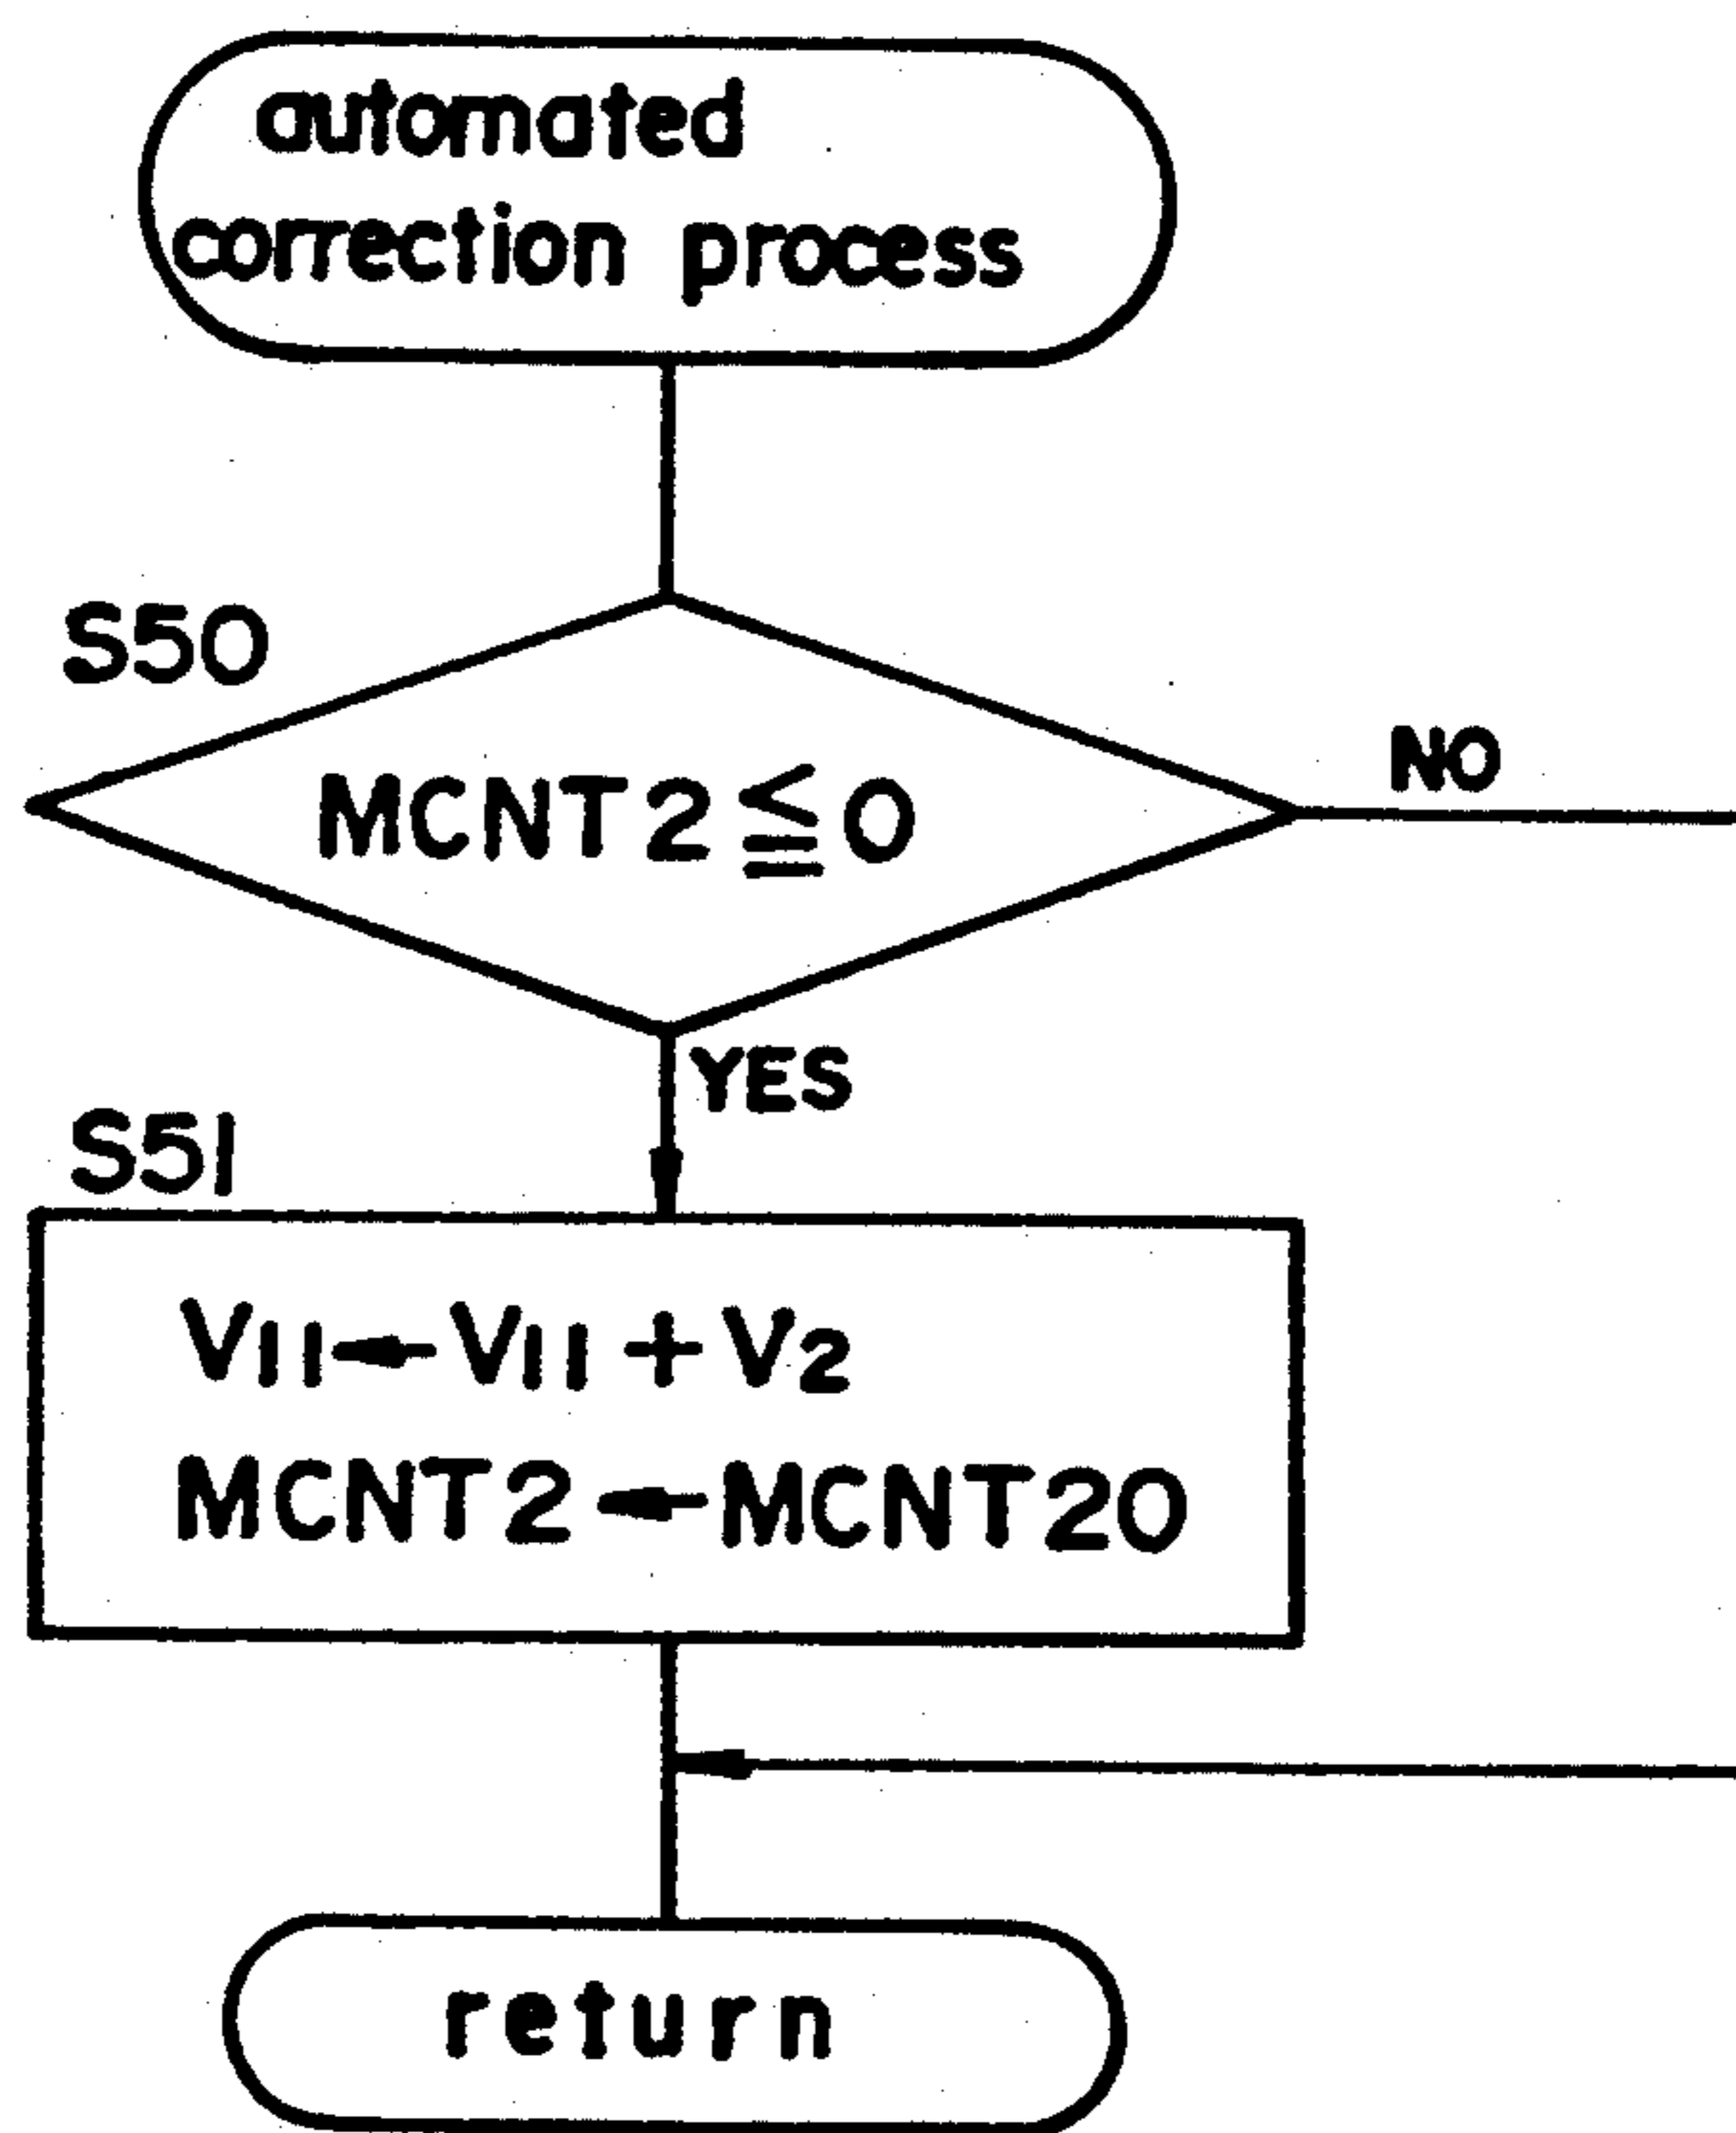 automated
correction process
S50
MCNT2≦0
NO
YES
S51
V11←V11+V2
MCNT2←MCNT20
return